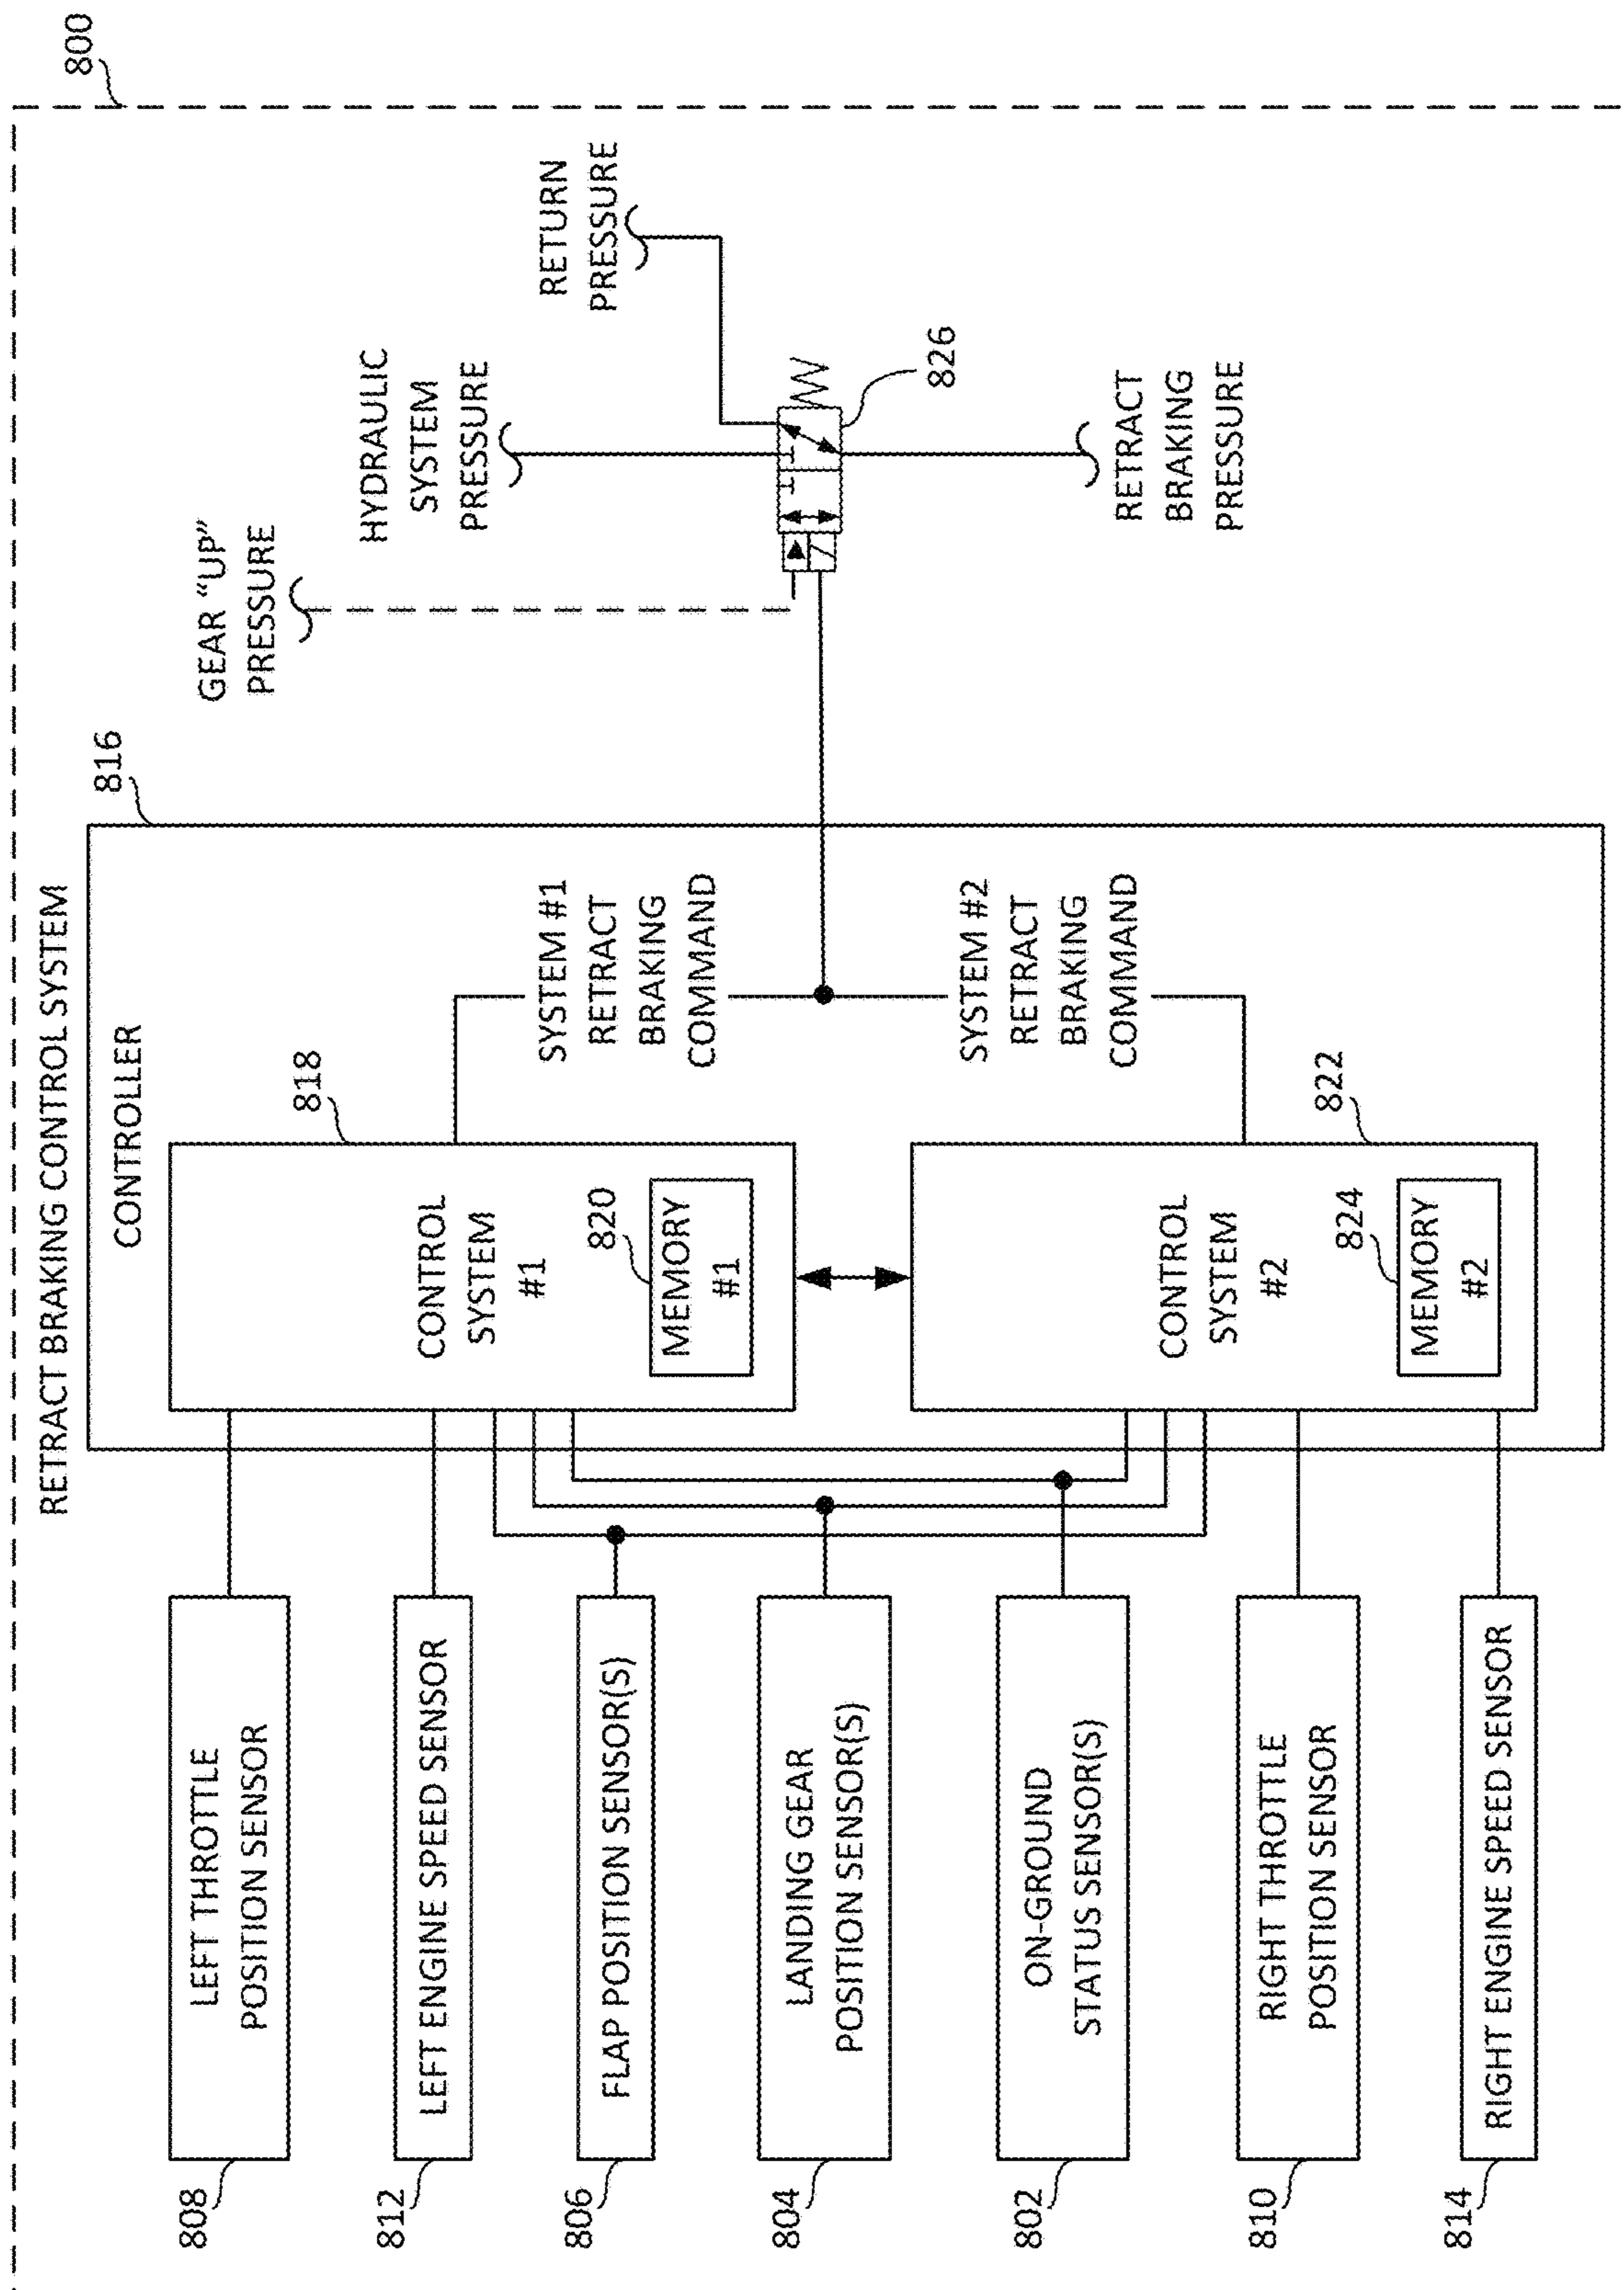 800
RETRACT BRAKING CONTROL SYSTEM
816
CONTROLLER
808
LEFT THROTTLE
POSITION SENSOR
812
LEFT ENGINE SPEED SENSOR
806
FLAP POSITION SENSOR(S)
804
LANDING GEAR
POSITION SENSOR(S)
802
ON-GROUND
STATUS SENSOR(S)
810
RIGHT THROTTLE
POSITION SENSOR
814
RIGHT ENGINE SPEED SENSOR
818
CONTROL
SYSTEM
#1
820
MEMORY
#1
822
CONTROL
SYSTEM
#2
824
MEMORY
#2
SYSTEM #1
RETRACT
BRAKING
COMMAND
SYSTEM #2
RETRACT
BRAKING
COMMAND
GEAR “UP”
PRESSURE
HYDRAULIC
SYSTEM
PRESSURE
RETURN
PRESSURE
826
RETRACT
BRAKING
PRESSURE